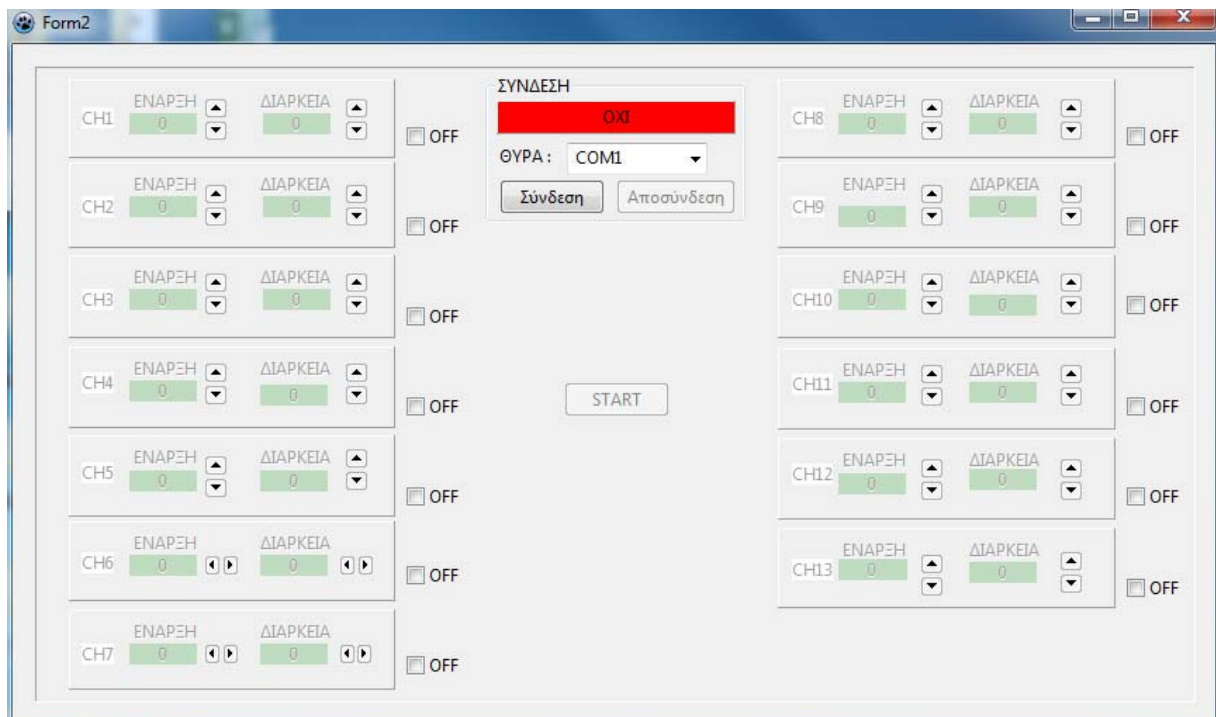 Form2
CH1 ΕΝΑΡΞΗ 0 ΔΙΑΡΚΕΙΑ 0 OFF
CH2 ΕΝΑΡΞΗ 0 ΔΙΑΡΚΕΙΑ 0 OFF
CH3 ΕΝΑΡΞΗ 0 ΔΙΑΡΚΕΙΑ 0 OFF
CH4 ΕΝΑΡΞΗ 0 ΔΙΑΡΚΕΙΑ 0 OFF
CH5 ΕΝΑΡΞΗ 0 ΔΙΑΡΚΕΙΑ 0 OFF
CH6 ΕΝΑΡΞΗ 0 ΔΙΑΡΚΕΙΑ 0 OFF
CH7 ΕΝΑΡΞΗ 0 ΔΙΑΡΚΕΙΑ 0 OFF
ΣΥΝΔΕΣΗ
ΟΧΙ
ΘΥΡΑ : COM1
Σύνδεση Αποσύνδεση
START
CH8 ΕΝΑΡΞΗ 0 ΔΙΑΡΚΕΙΑ 0 OFF
CH9 ΕΝΑΡΞΗ 0 ΔΙΑΡΚΕΙΑ 0 OFF
CH10 ΕΝΑΡΞΗ 0 ΔΙΑΡΚΕΙΑ 0 OFF
CH11 ΕΝΑΡΞΗ 0 ΔΙΑΡΚΕΙΑ 0 OFF
CH12 ΕΝΑΡΞΗ 0 ΔΙΑΡΚΕΙΑ 0 OFF
CH13 ΕΝΑΡΞΗ 0 ΔΙΑΡΚΕΙΑ 0 OFF